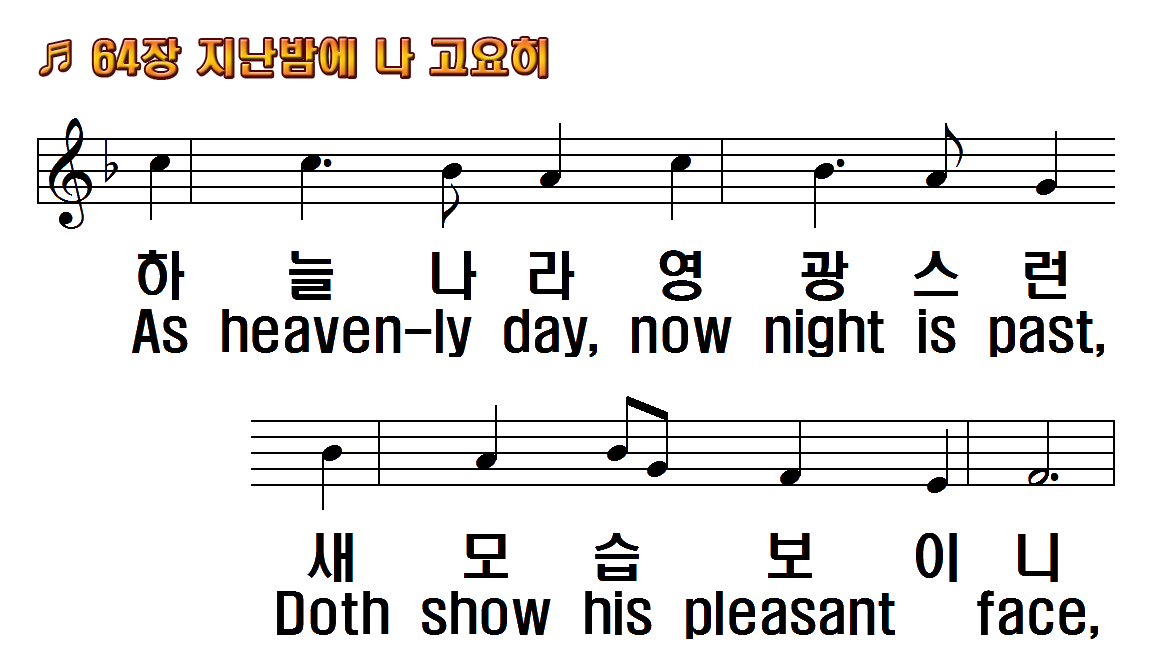 ♬ 64장 지난밤에 나 고요히
하 늘 나 라 영 광 스 런
As heaven-ly day, now night is past,
새 모 습 보 이 니
Doth show his pleasant face,